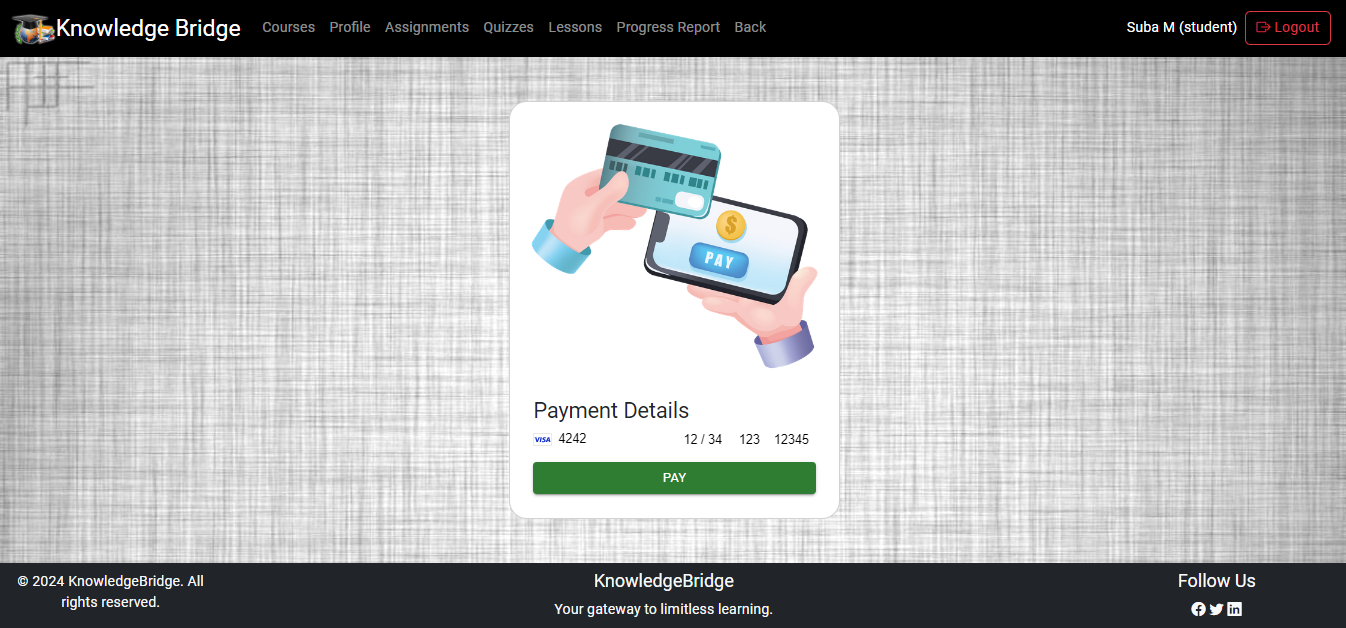 Knowledge Bridge Courses Profile Assignments Quizzes Lessons Progress Report Back Suba M (student) Logout
$
PAY
Payment Details
VISA 4242 12 / 34 123 12345
PAY
© 2024 KnowledgeBridge. All
rights reserved.
KnowledgeBridge
Your gateway to limitless learning.
Follow Us